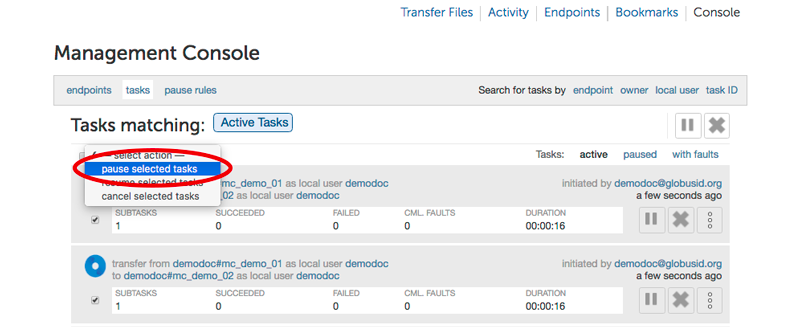 Transfer Files | Activity | Endpoints | Bookmarks | Console
Management Console
endpoints tasks pause rules Search for tasks by endpoint owner local user task ID
Tasks matching: Active Tasks
— select action — Tasks: active paused with faults
pause selected tasks
resume selected tasks #mc_demo_01 as local user demodoc initiated by demodoc@globusid.org
cancel selected tasks #mc_demo_02 as local user demodoc a few seconds ago
SUBTASKS SUCCEEDED FAILED CML. FAULTS DURATION
1 0 0 0 00:00:16
transfer from demodoc#mc_demo_01 as local user demodoc initiated by demodoc@globusid.org
to demodoc#mc_demo_02 as local user demodoc a few seconds ago
SUBTASKS SUCCEEDED FAILED CML. FAULTS DURATION
1 0 0 0 00:00:16